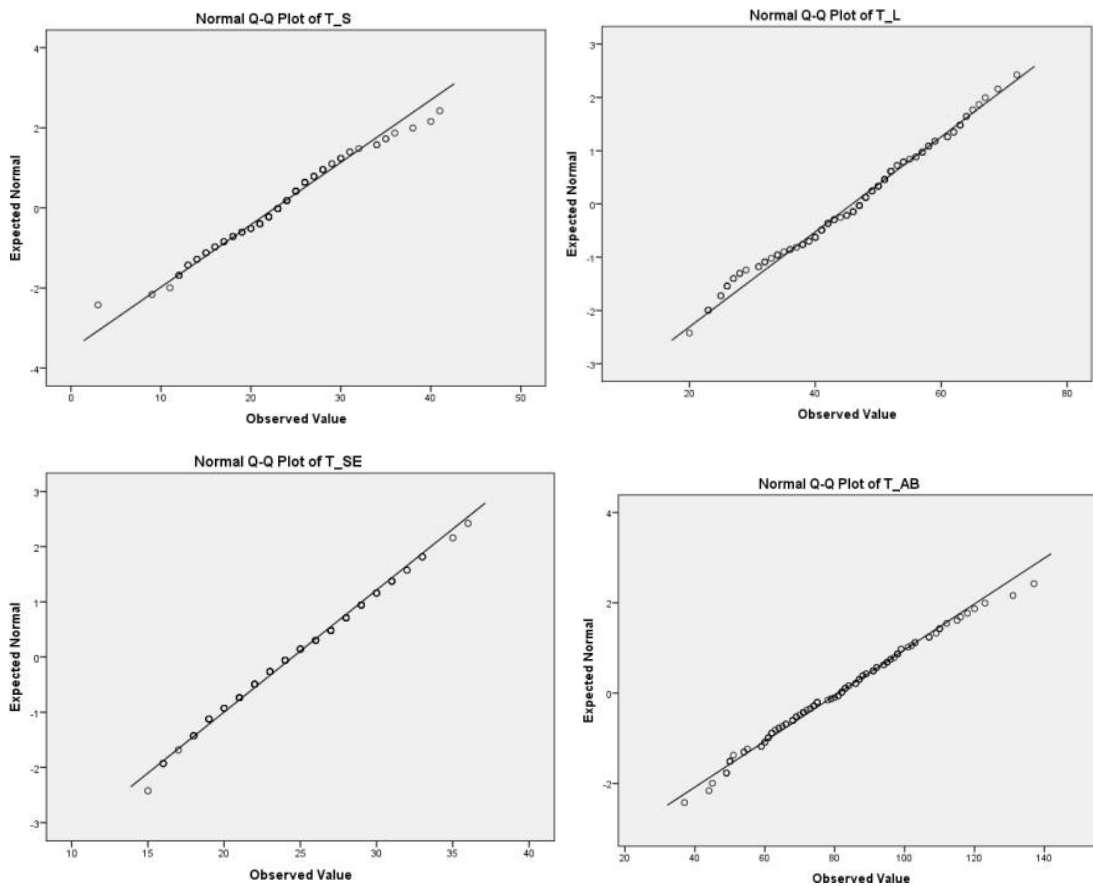 Normal Q-Q Plot of T_S
4
2
0
-2
-4
Expected Normal
0 10 20 30 40 50
Observed Value
Normal Q-Q Plot of T_L
3
2
1
0
-1
-2
-3
Expected Normal
20 40 60 80
Observed Value
Normal Q-Q Plot of T_SE
3
2
1
0
-1
-2
-3
Expected Normal
10 15 20 25 30 35 40
Observed Value
Normal Q-Q Plot of T_AB
4
2
0
-2
Expected Normal
20 40 60 80 100 120 140
Observed Value